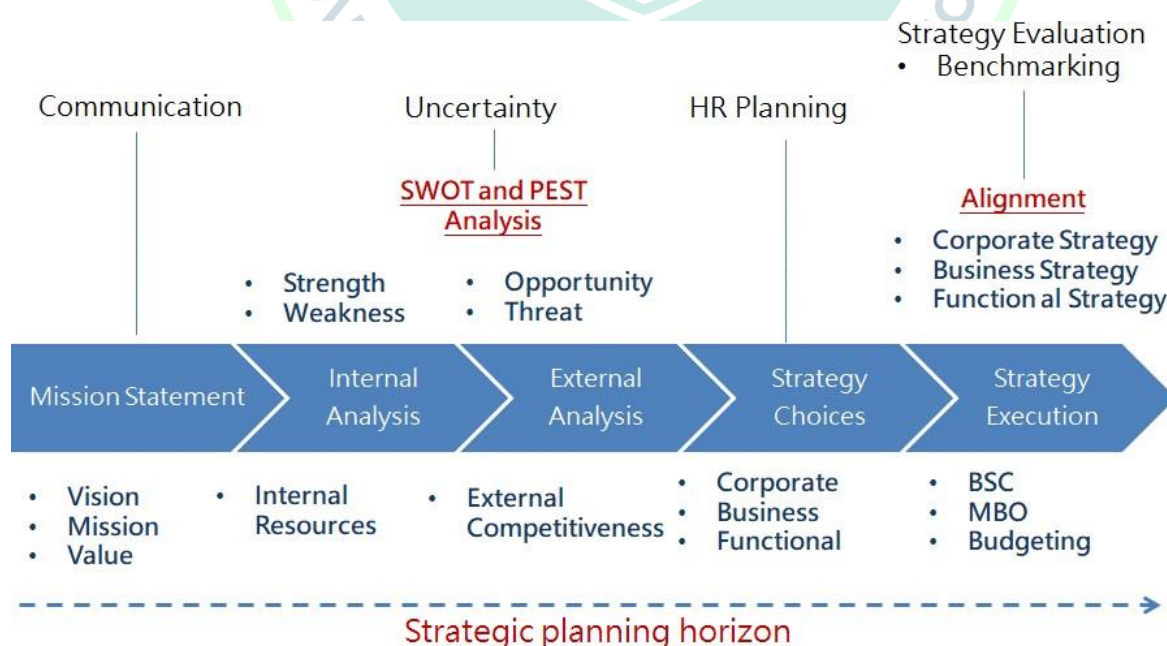 Strategy Evaluation
• Benchmarking
Communication
Uncertainty
HR Planning
SWOT and PEST
Analysis
Alignment
• Strength
• Weakness
• Opportunity
• Threat
• Corporate Strategy
• Business Strategy
• Function al Strategy
Mission Statement
Internal
Analysis
External
Analysis
Strategy
Choices
Strategy
Execution
• Vision
• Mission
• Value
• Internal
Resources
• External
Competitiveness
• Corporate
• Business
• Functional
• BSC
• MBO
• Budgeting
Strategic planning horizon